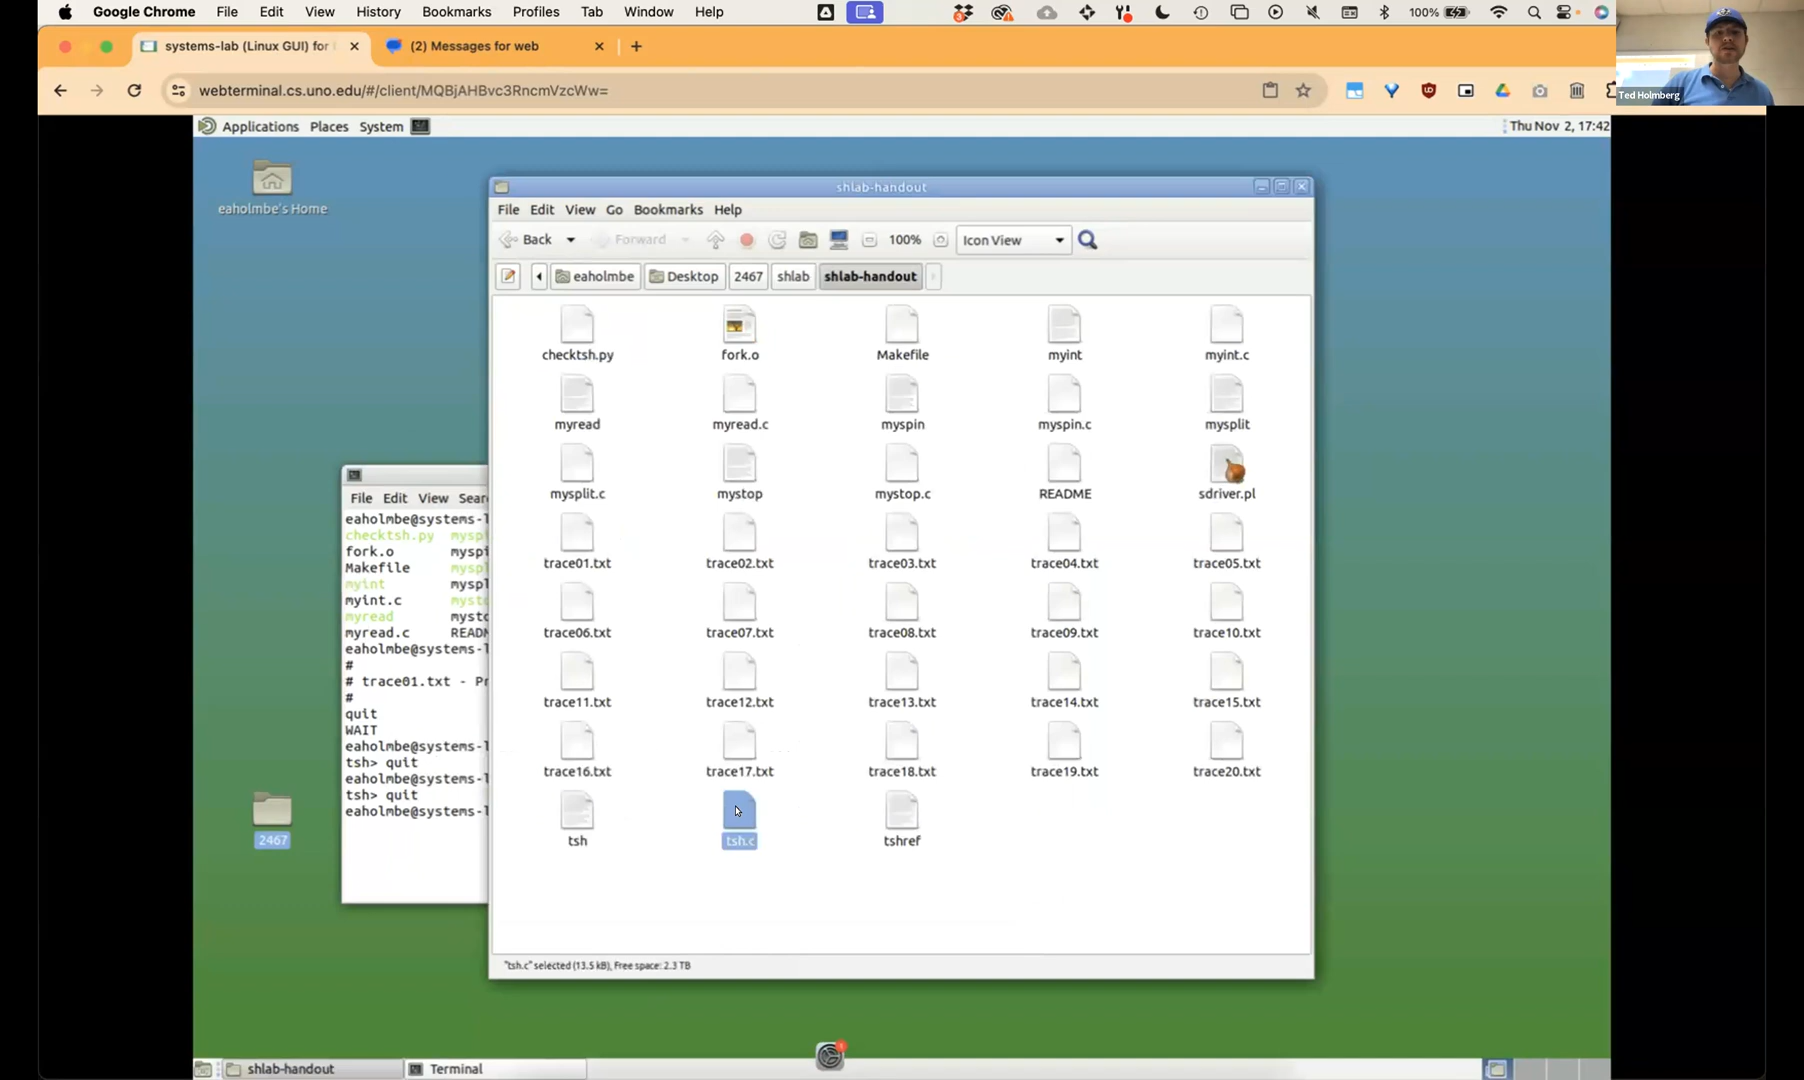 Google Chrome File Edit View History Bookmarks Profiles Tab Window Help 100%
systems-lab (Linux GUI) for
(2) Messages for web
webterminal.cs.uno.edu/#/client/MQBjAHBvc3RncmVzcWw=
Ted Holmberg
Applications Places System
Thu Nov 2, 17:42
eaholmbe's Home
shlab-handout
File Edit View Go Bookmarks Help
Back Forward 100% Icon View
eaholmbe Desktop 2467 shlab shlab-handout
checktsh.py fork.o Makefile myint myint.c
myread myread.c myspin myspin.c mysplit
mysplit.c mystop mystop.c README sdriver.pl
trace01.txt trace02.txt trace03.txt trace04.txt trace05.txt
trace06.txt trace07.txt trace08.txt trace09.txt trace10.txt
trace11.txt trace12.txt trace13.txt trace14.txt trace15.txt
trace16.txt trace17.txt trace18.txt trace19.txt trace20.txt
tsh tsh.c tshref
"tsh.c" selected (13.5 kB), Free space: 2.3 TB
File Edit View Sear
eaholmbe@systems-l
checktsh.py myspi
fork.o myspi
Makefile myspl
myint myspl
myint.c mysto
myread mysto
myread.c READM
eaholmbe@systems-l
#
# trace01.txt - Pr
#
quit
WAIT
eaholmbe@systems-l
tsh> quit
eaholmbe@systems-l
tsh> quit
eaholmbe@systems-l
2467
shlab-handout
Terminal